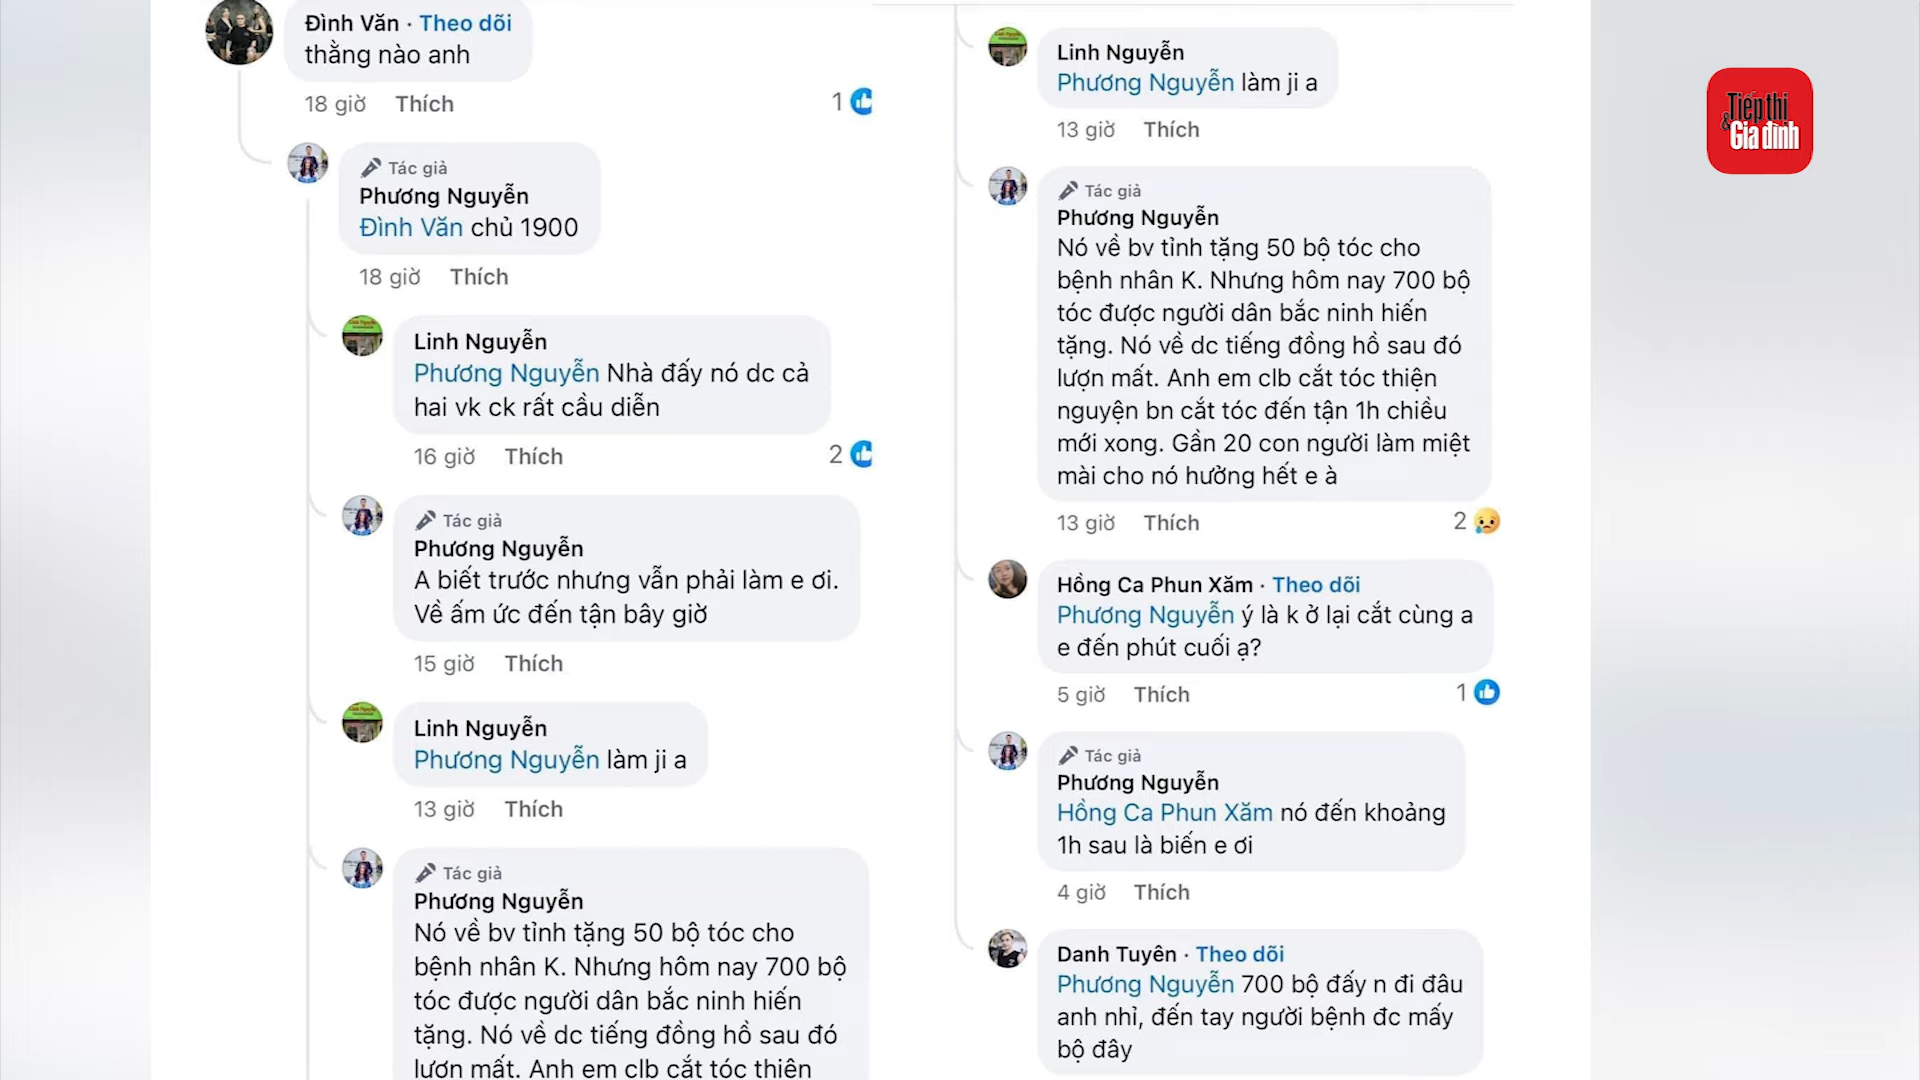 Đình Văn · Theo dõi
thằng nào anh
18 giờ Thích 1
Tác giả
Phương Nguyễn
Đình Văn chủ 1900
18 giờ Thích
Linh Nguyễn
Phương Nguyễn Nhà đấy nó dc cả
hai vk ck rất cầu diễn
16 giờ Thích 2
Tác giả
Phương Nguyễn
A biết trước nhưng vẫn phải làm e ơi.
Về ấm ức đến tận bây giờ
15 giờ Thích
Linh Nguyễn
Phương Nguyễn làm ji a
13 giờ Thích
Tác giả
Phương Nguyễn
Nó về bv tỉnh tặng 50 bộ tóc cho
bệnh nhân K. Nhưng hôm nay 700 bộ
tóc được người dân bắc ninh hiến
tặng. Nó về dc tiếng đồng hồ sau đó
lượn mất. Anh em clb cắt tóc thiện
Linh Nguyễn
Phương Nguyễn làm ji a
13 giờ Thích
Tác giả
Phương Nguyễn
Nó về bv tỉnh tặng 50 bộ tóc cho
bệnh nhân K. Nhưng hôm nay 700 bộ
tóc được người dân bắc ninh hiến
tặng. Nó về dc tiếng đồng hồ sau đó
lượn mất. Anh em clb cắt tóc thiện
nguyện bn cắt tóc đến tận 1h chiều
mới xong. Gần 20 con người làm miệt
mài cho nó hưởng hết e à
13 giờ Thích 2
Hồng Ca Phun Xăm · Theo dõi
Phương Nguyễn ý là k ở lại cắt cùng a
e đến phút cuối ạ?
5 giờ Thích 1
Tác giả
Phương Nguyễn
Hồng Ca Phun Xăm nó đến khoảng
1h sau là biến e ơi
4 giờ Thích
Danh Tuyên · Theo dõi
Phương Nguyễn 700 bộ đấy n đi đâu
anh nhỉ, đến tay người bệnh đc mấy
bộ đây
Tiếp thị
& Gia đình